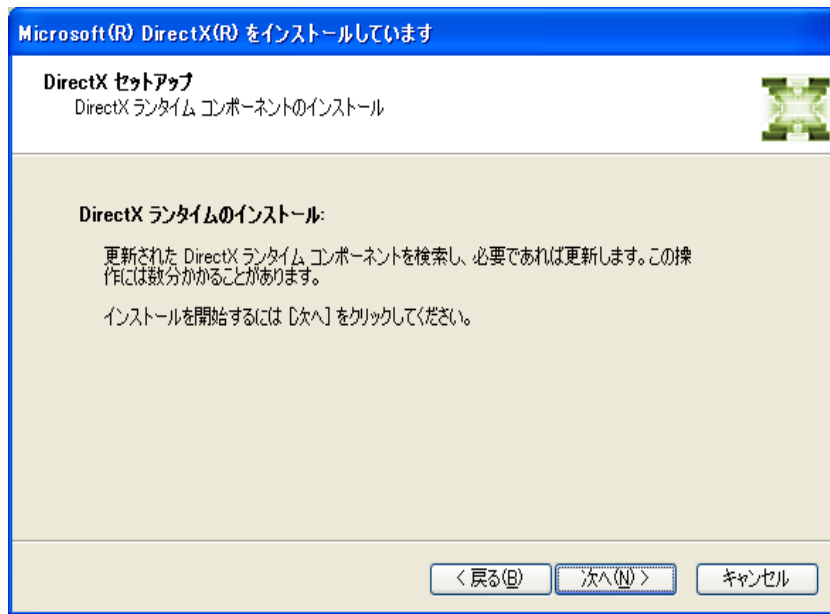 Microsoft(R) DirectX(R) をインストールしています
DirectX セットアップ
DirectX ランタイム コンポーネントのインストール
DirectX ランタイムのインストール:
更新された DirectX ランタイム コンポーネントを検索し、必要であれば更新します。この操
作には数分かかることがあります。
インストールを開始するには [次へ] をクリックしてください。
< 戻る(B)
次へ(N) >
キャンセル